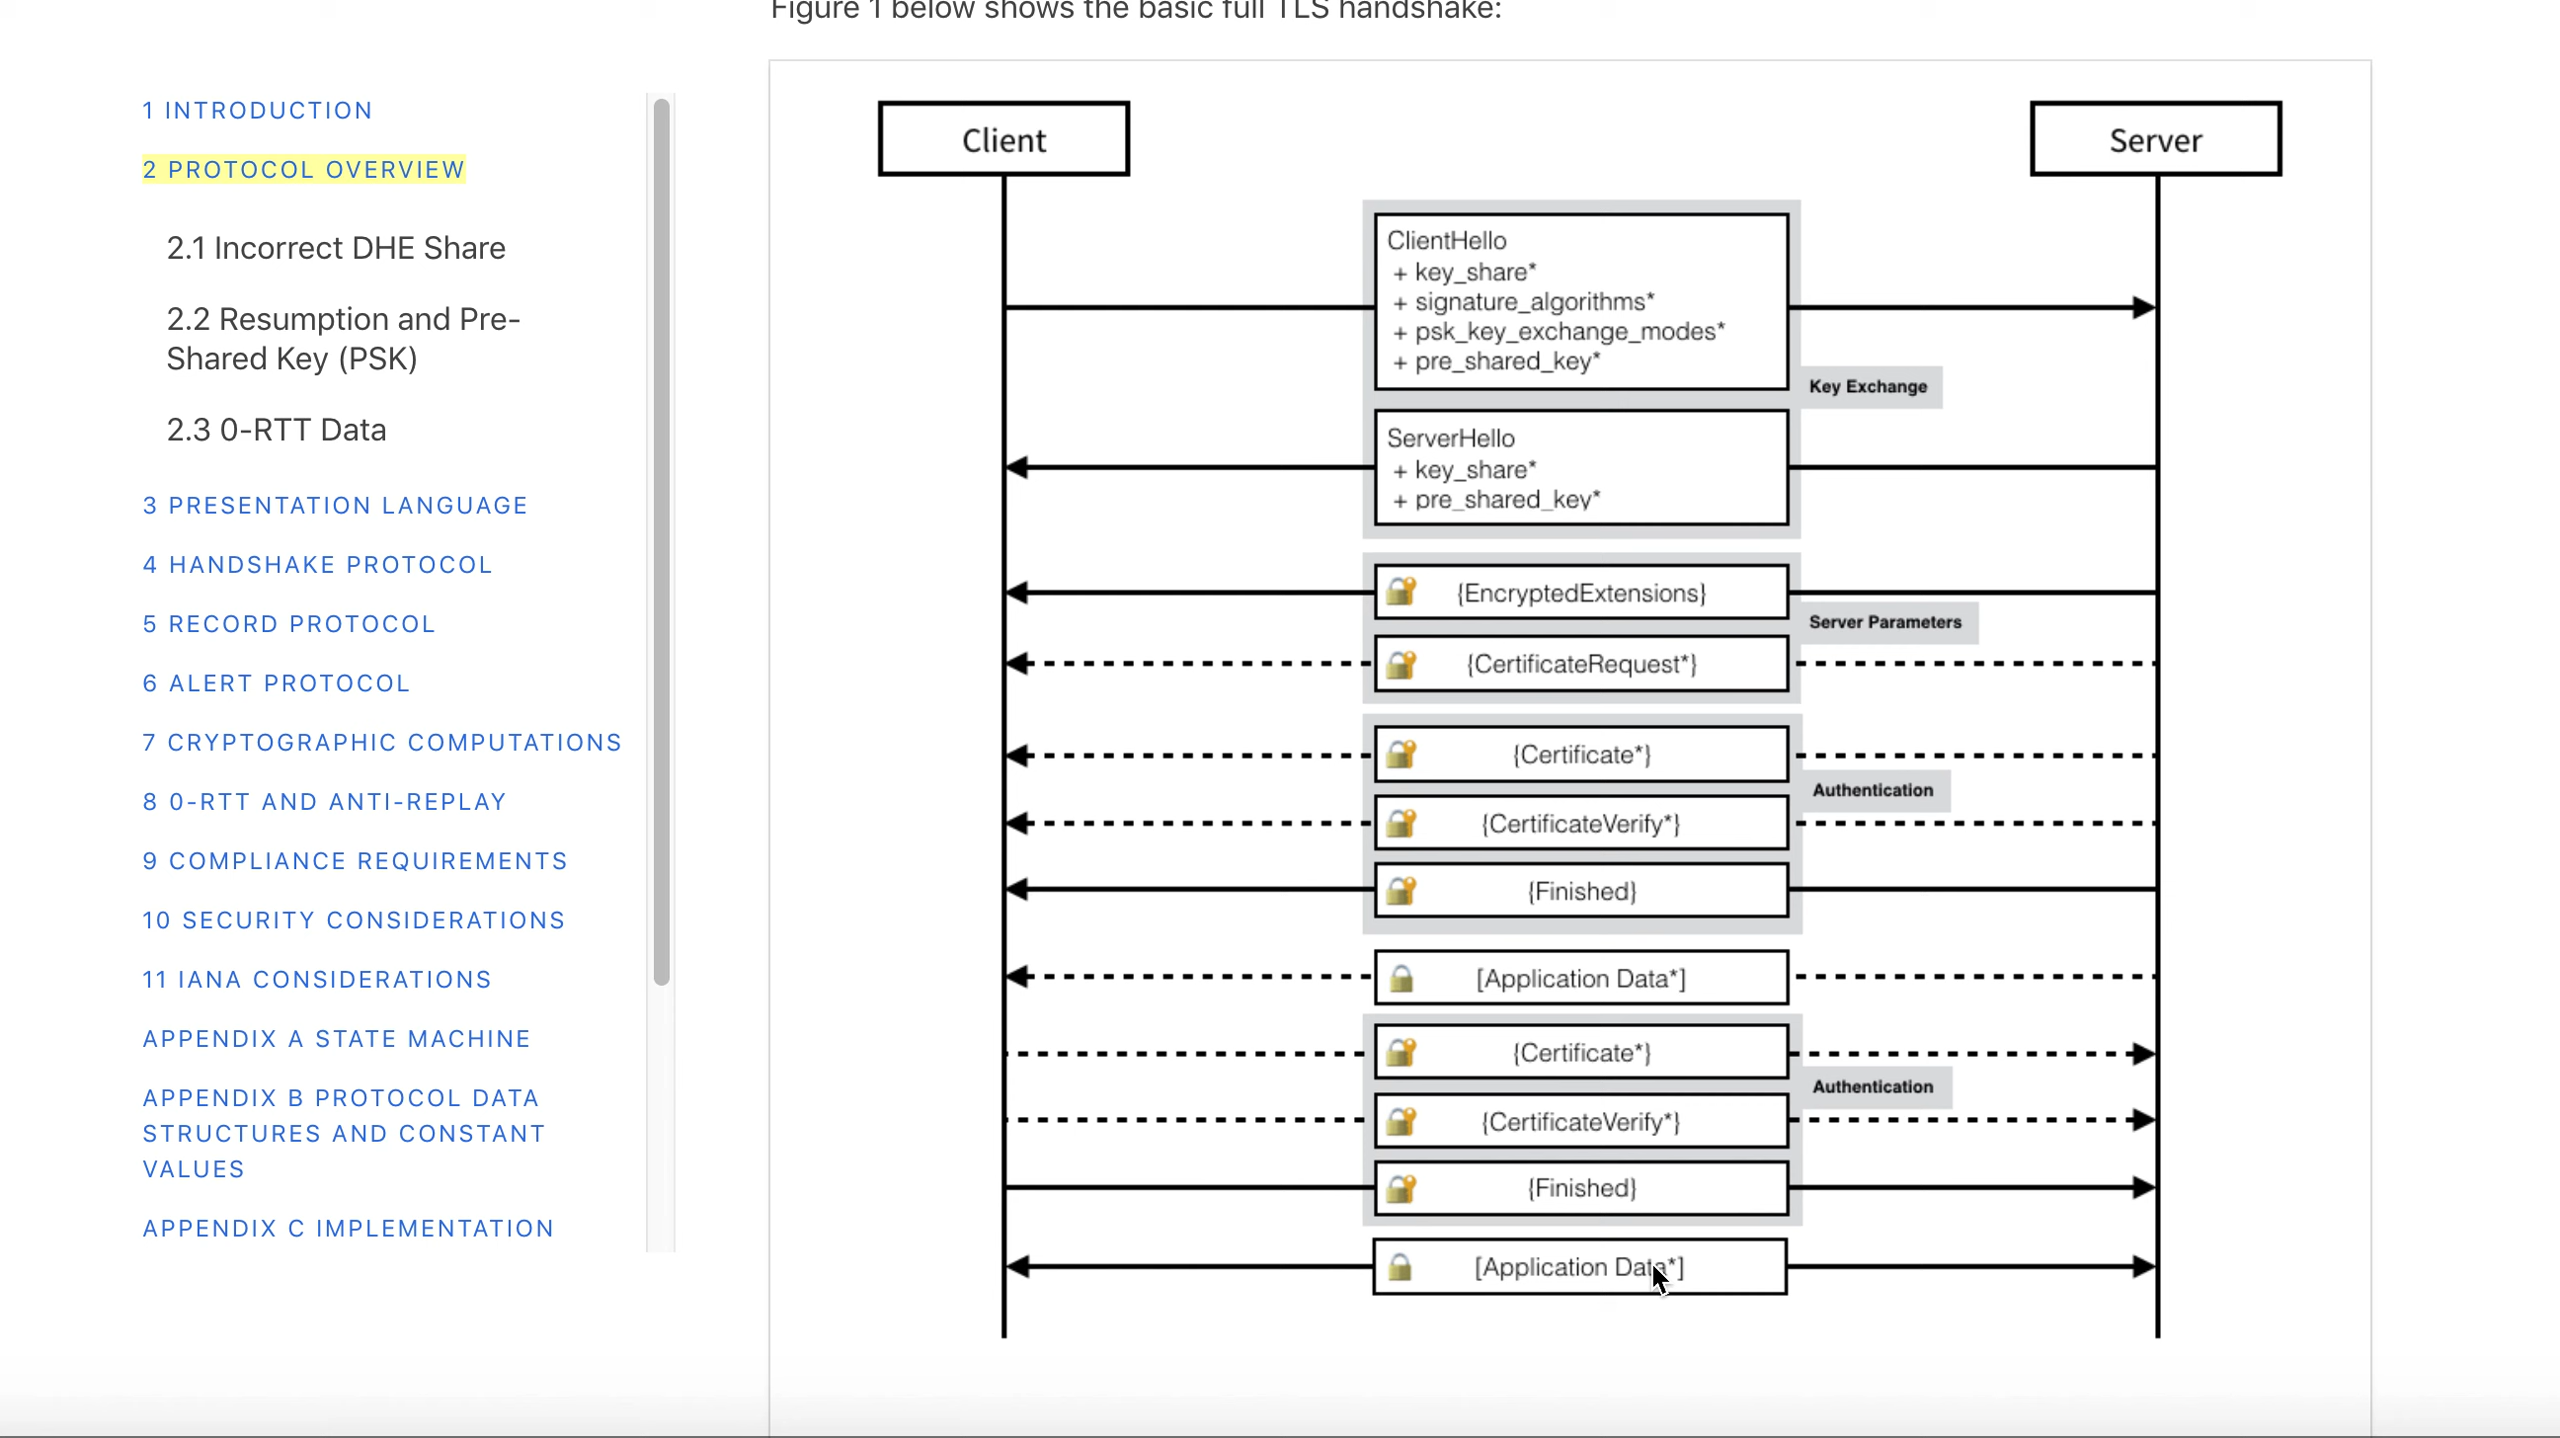 Figure 1 below shows the basic full TLS handshake:
1 INTRODUCTION
2 PROTOCOL OVERVIEW
2.1 Incorrect DHE Share
2.2 Resumption and Pre-
Shared Key (PSK)
2.3 0-RTT Data
3 PRESENTATION LANGUAGE
4 HANDSHAKE PROTOCOL
5 RECORD PROTOCOL
6 ALERT PROTOCOL
7 CRYPTOGRAPHIC COMPUTATIONS
8 0-RTT AND ANTI-REPLAY
9 COMPLIANCE REQUIREMENTS
10 SECURITY CONSIDERATIONS
11 IANA CONSIDERATIONS
APPENDIX A STATE MACHINE
APPENDIX B PROTOCOL DATA
STRUCTURES AND CONSTANT
VALUES
APPENDIX C IMPLEMENTATION
Client
Server
ClientHello
+ key_share*
+ signature_algorithms*
+ psk_key_exchange_modes*
+ pre_shared_key*
Key Exchange
ServerHello
+ key_share*
+ pre_shared_key*
{EncryptedExtensions}
Server Parameters
{CertificateRequest*}
{Certificate*}
Authentication
{CertificateVerify*}
{Finished}
[Application Data*]
{Certificate*}
Authentication
{CertificateVerify*}
{Finished}
[Application Data*]